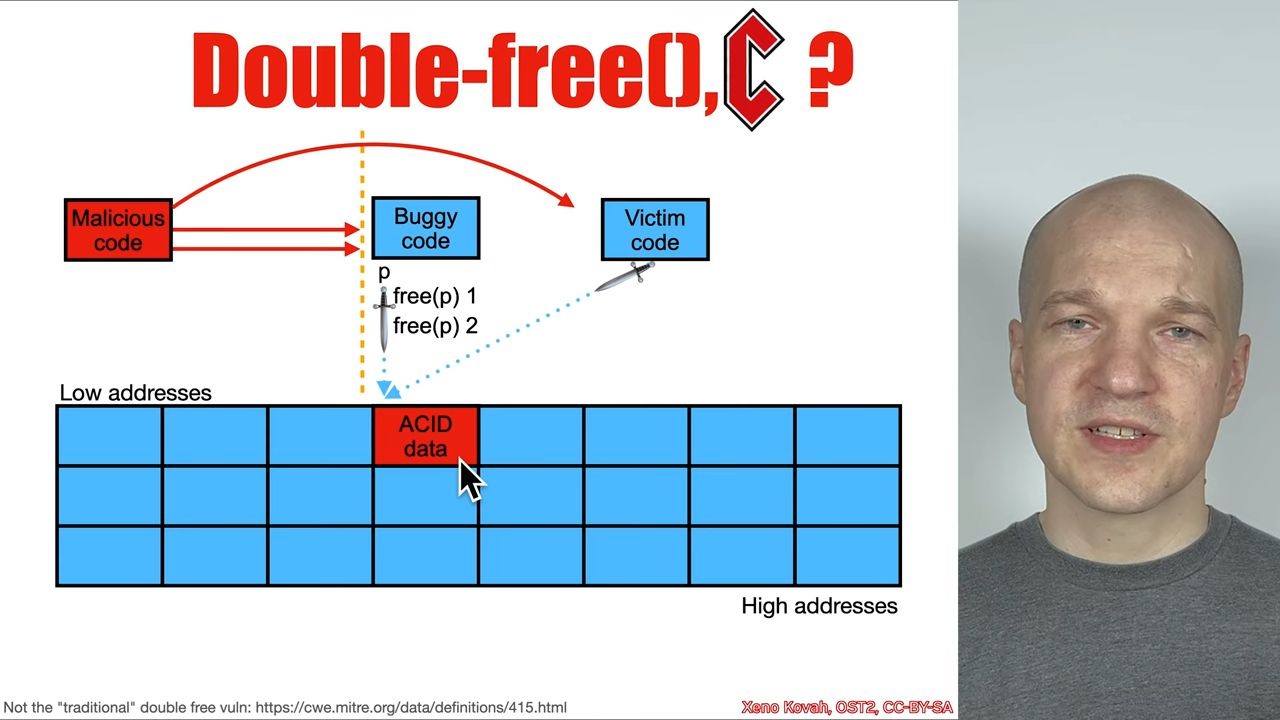 Double-free(),C ?
Malicious
code
Buggy
code
Victim
code
p
free(p) 1
free(p) 2
Low addresses
ACID
data
High addresses
Not the "traditional" double free vuln: https://cwe.mitre.org/data/definitions/415.html
Xeno Kovah, OST2, CC-BY-SA